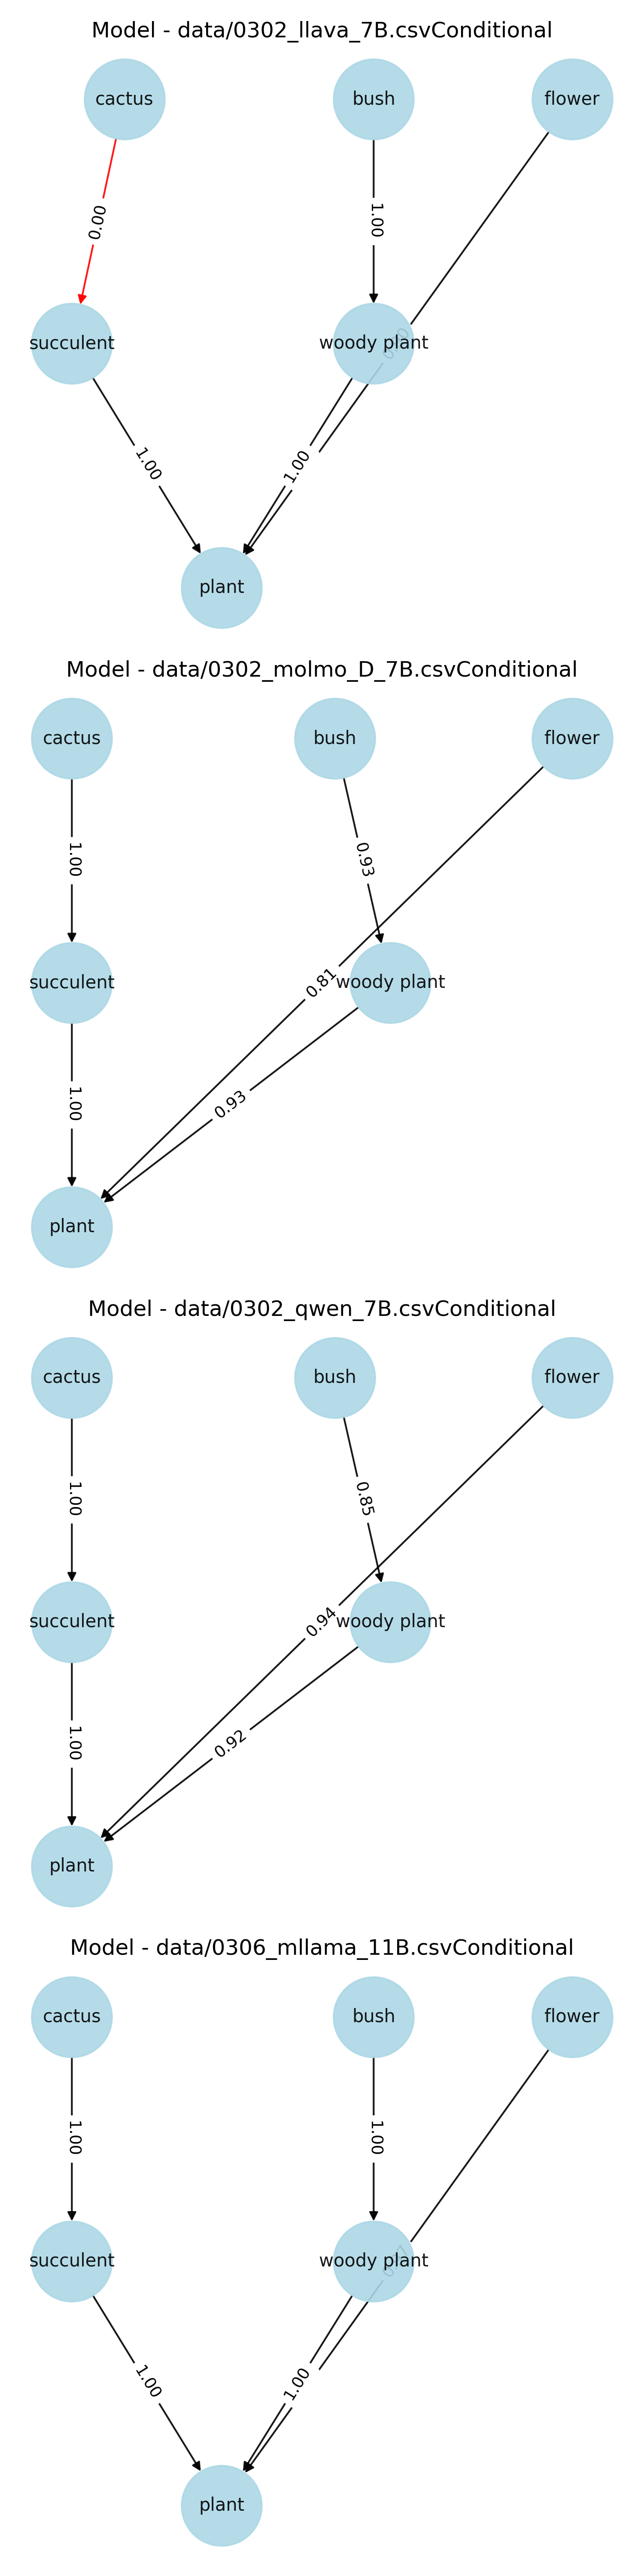 Model - data/0302_llava_7B.csvConditional
cactus
bush
flower
0.00
1.00
succulent
woody plant
1.00
1.00
plant
Model - data/0302_molmo_D_7B.csvConditional
cactus
bush
flower
1.00
0.93
succulent
0.81
woody plant
1.00
0.93
plant
Model - data/0302_qwen_7B.csvConditional
cactus
bush
flower
1.00
0.85
succulent
0.94
woody plant
1.00
0.92
plant
Model - data/0306_mllama_11B.csvConditional
cactus
bush
flower
1.00
1.00
succulent
woody plant
1.00
1.00
plant